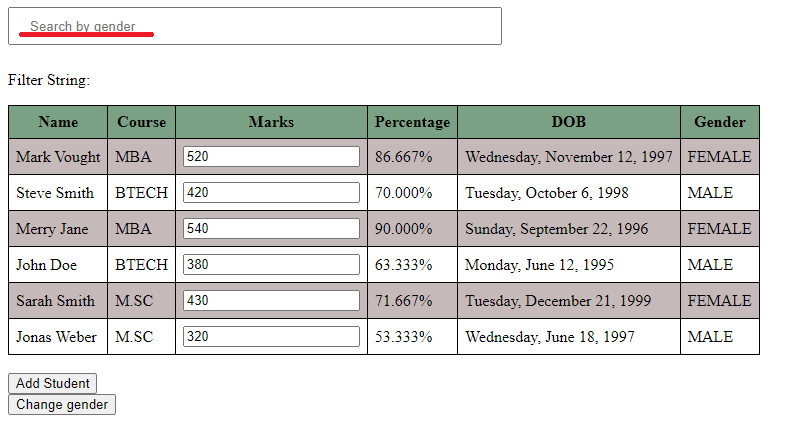 Search by gender
Filter String:
Name Course Marks Percentage DOB Gender
Mark Vought MBA 520 86.667% Wednesday, November 12, 1997 FEMALE
Steve Smith BTECH 420 70.000% Tuesday, October 6, 1998 MALE
Merry Jane MBA 540 90.000% Sunday, September 22, 1996 FEMALE
John Doe BTECH 380 63.333% Monday, June 12, 1995 MALE
Sarah Smith M.SC 430 71.667% Tuesday, December 21, 1999 FEMALE
Jonas Weber M.SC 320 53.333% Wednesday, June 18, 1997 MALE
Add Student
Change gender